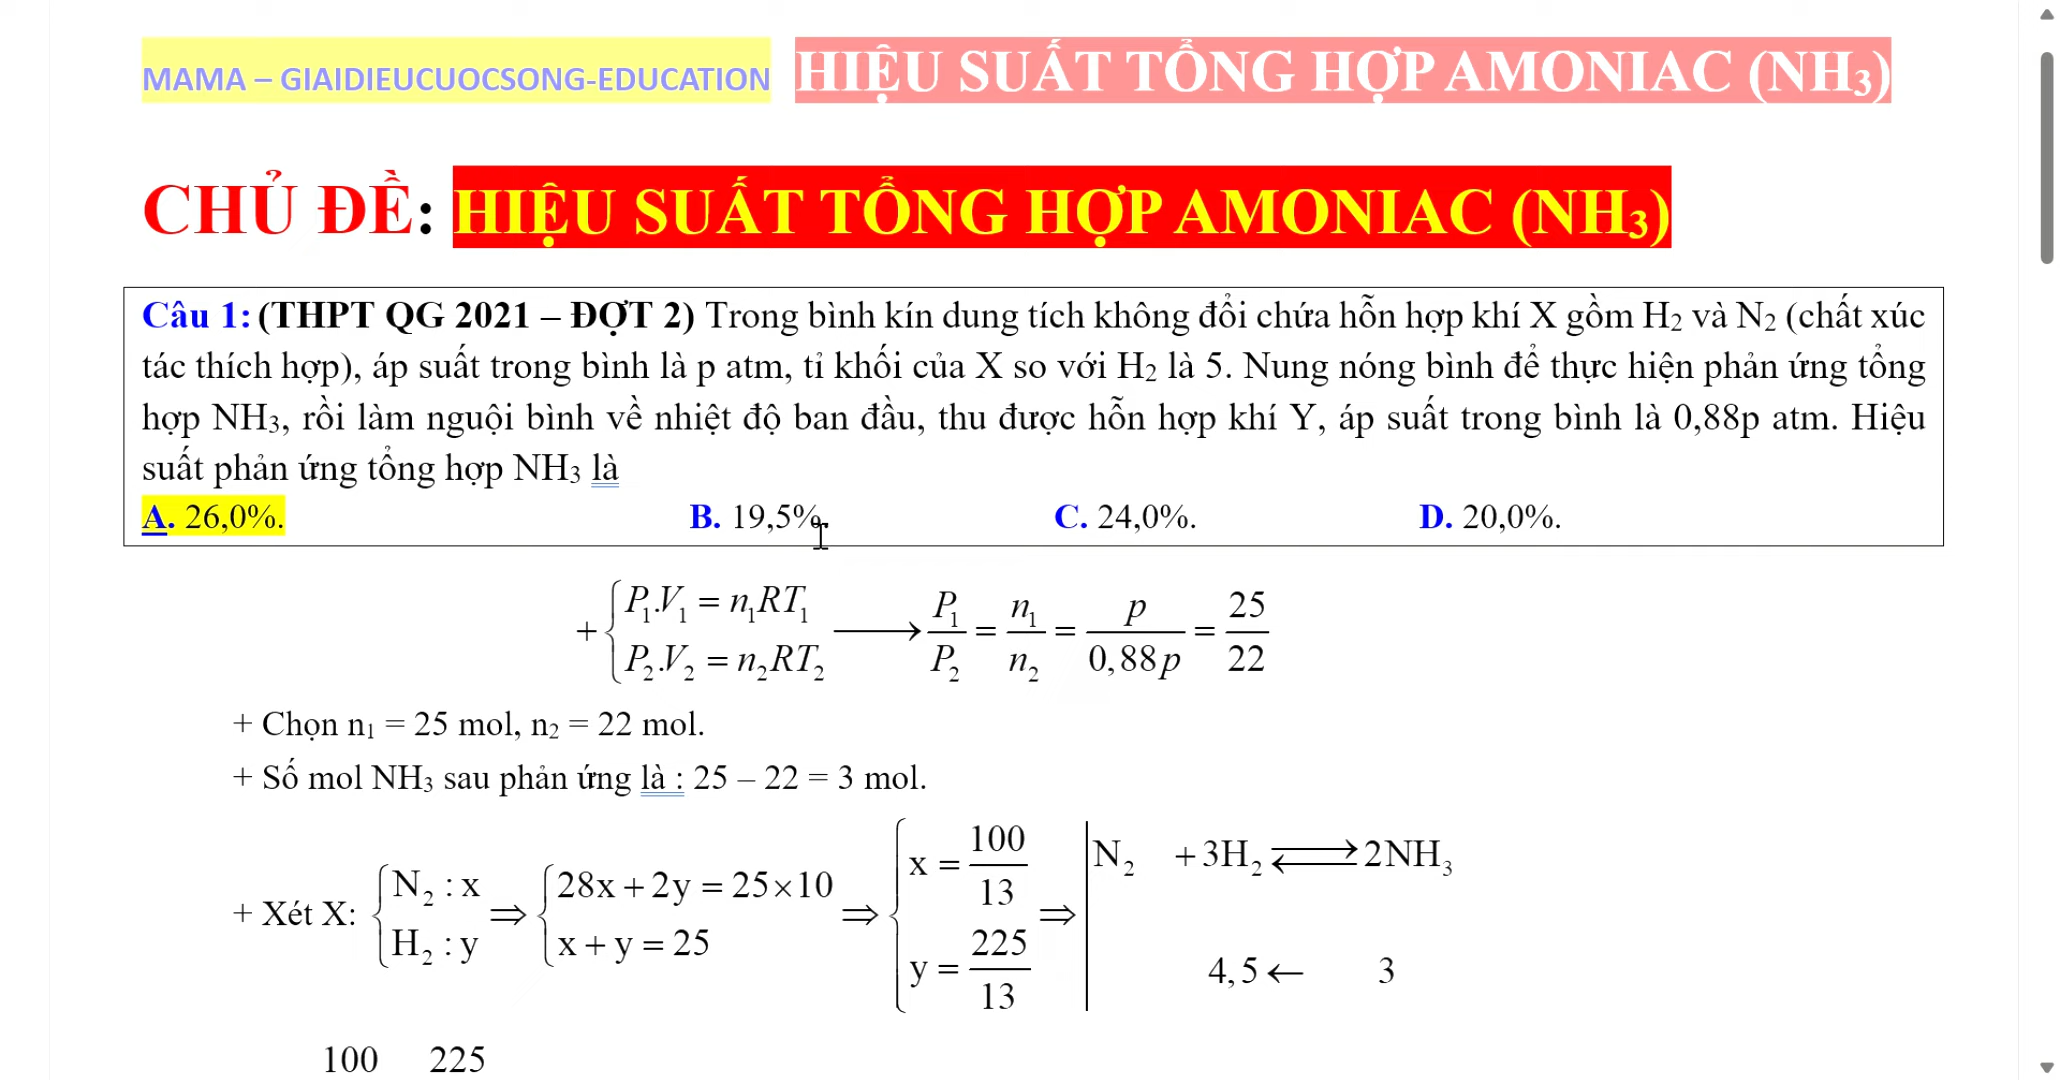 MAMA – GIAIDIEUCUOCSONG-EDUCATION HIỆU SUẤT TỔNG HỢP AMONIAC (NH₃)
CHỦ ĐỀ: HIỆU SUẤT TỔNG HỢP AMONIAC (NH₃)
Câu 1: (THPT QG 2021 – ĐỢT 2) Trong bình kín dung tích không đổi chứa hỗn hợp khí X gồm H₂ và N₂ (chất xúc
tác thích hợp), áp suất trong bình là p atm, tỉ khối của X so với H₂ là 5. Nung nóng bình để thực hiện phản ứng tổng
hợp NH₃, rồi làm nguội bình về nhiệt độ ban đầu, thu được hỗn hợp khí Y, áp suất trong bình là 0,88p atm. Hiệu
suất phản ứng tổng hợp NH₃ là
A. 26,0%. B. 19,5%. C. 24,0%. D. 20,0%.
+ { P₁.V₁ = n₁RT₁ ; P₂.V₂ = n₂RT₂ ⟶ P₁/P₂ = n₁/n₂ = p/0,88p = 25/22
+ Chọn n₁ = 25 mol, n₂ = 22 mol.
+ Số mol NH₃ sau phản ứng là : 25 – 22 = 3 mol.
+ Xét X: { N₂ : x ; H₂ : y ⇒ { 28x + 2y = 25×10 ; x + y = 25 ⇒ { x = 100/13 ; y = 225/13 ⇒ | N₂ + 3H₂ ⇌ 2NH₃
4,5 ← 3
100 225